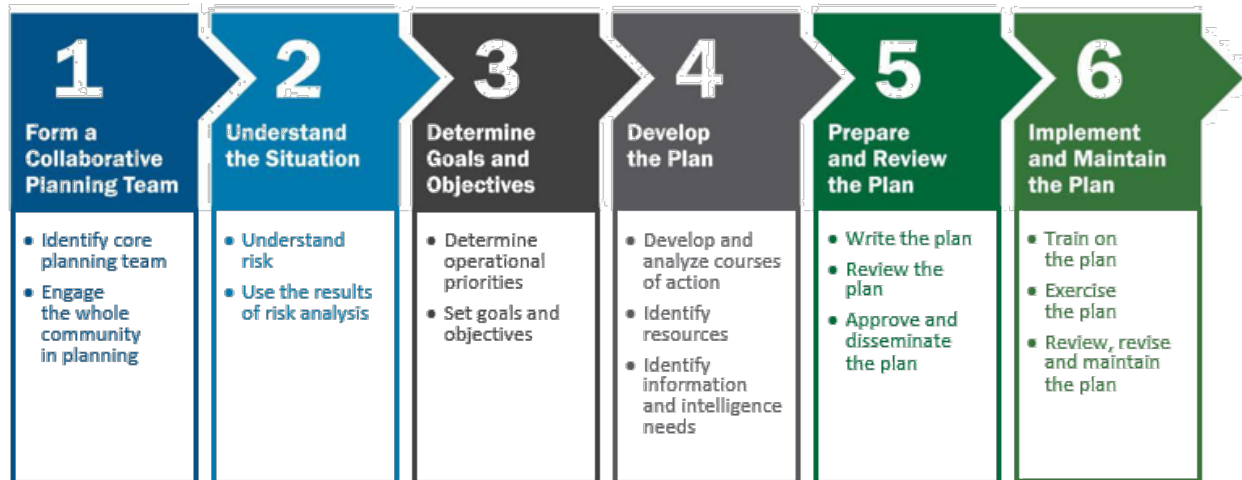 1
Form a
Collaborative
Planning Team
• Identify core
planning team
• Engage
the whole
community
in planning
2
Understand
the Situation
• Understand
risk
• Use the results
of risk analysis
3
Determine
Goals and
Objectives
• Determine
operational
priorities
• Set goals and
objectives
4
Develop
the Plan
• Develop and
analyze courses
of action
• Identify
resources
• Identify
information
and intelligence
needs
5
Prepare
and Review
the Plan
• Write the plan
• Review the
plan
• Approve and
disseminate
the plan
6
Implement
and Maintain
the Plan
• Train on
the plan
• Exercise
the plan
• Review, revise
and maintain
the plan